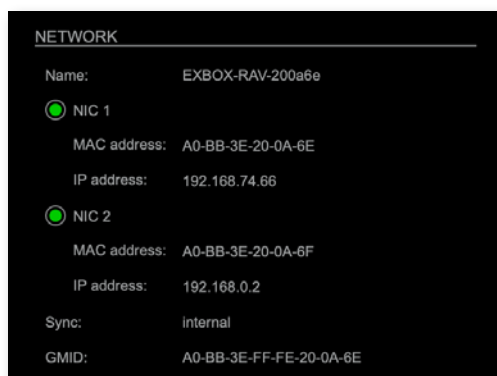 NETWORK
Name: EXBOX-RAV-200a6e
NIC 1
MAC address: A0-BB-3E-20-0A-6E
IP address: 192.168.74.66
NIC 2
MAC address: A0-BB-3E-20-0A-6F
IP address: 192.168.0.2
Sync: internal
GMID: A0-BB-3E-FF-FE-20-0A-6E